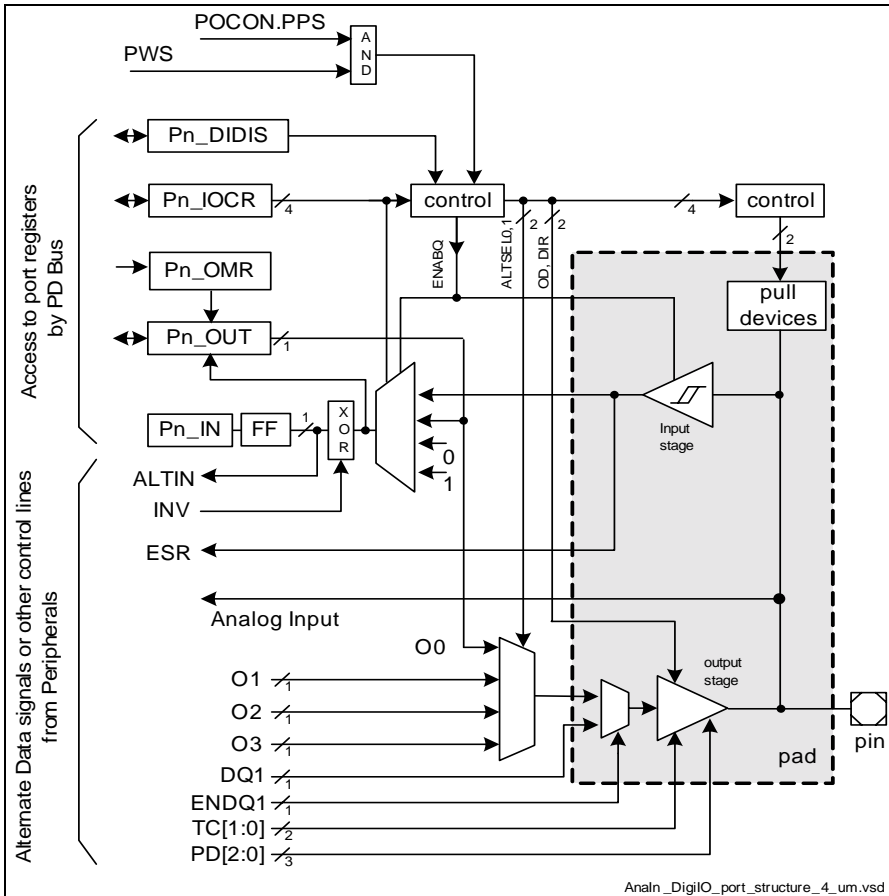 POCON.PPS
PWS
AND
Pn_DIDIS
Pn_IOCR
4
control
2
2
4
control
2
ENABQ
ALTSEL0,1
OD, DIR
Access to port registers
by PD Bus
Pn_OMR
Pn_OUT
1
pull
devices
Input
stage
Pn_IN
FF
1
XOR
0
1
ALTIN
INV
ESR
Analog Input
Alternate Data signals or other control lines
from Peripherals
O0
O1
1
O2
1
O3
1
DQ1
1
ENDQ1
1
TC[1:0]
2
PD[2:0]
3
output
stage
pad
pin
AnaIn_DigiIO_port_structure_4_um.vsd